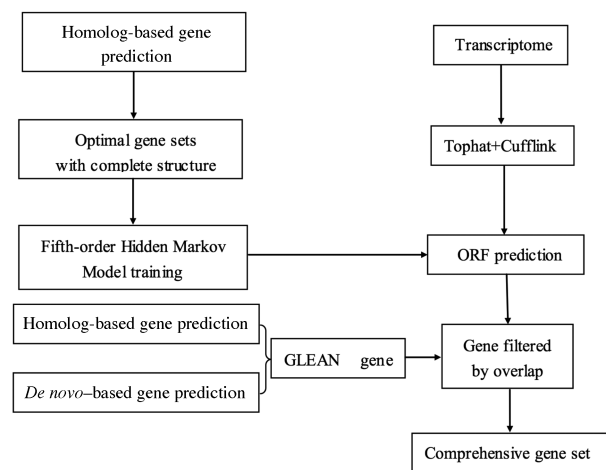 Homolog-based gene
prediction
Transcriptome
Optimal gene sets
with complete structure
Tophat+Cufflink
Fifth-order Hidden Markov
Model training
ORF prediction
Homolog-based gene prediction
De novo–based gene prediction
GLEAN gene
Gene filtered
by overlap
Comprehensive gene set